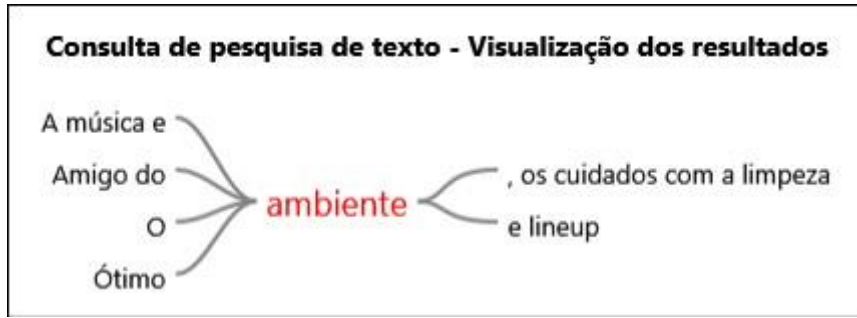 Consulta de pesquisa de texto - Visualização dos resultados
A música e
Amigo do
O
Ótimo
ambiente
, os cuidados com a limpeza
e lineup